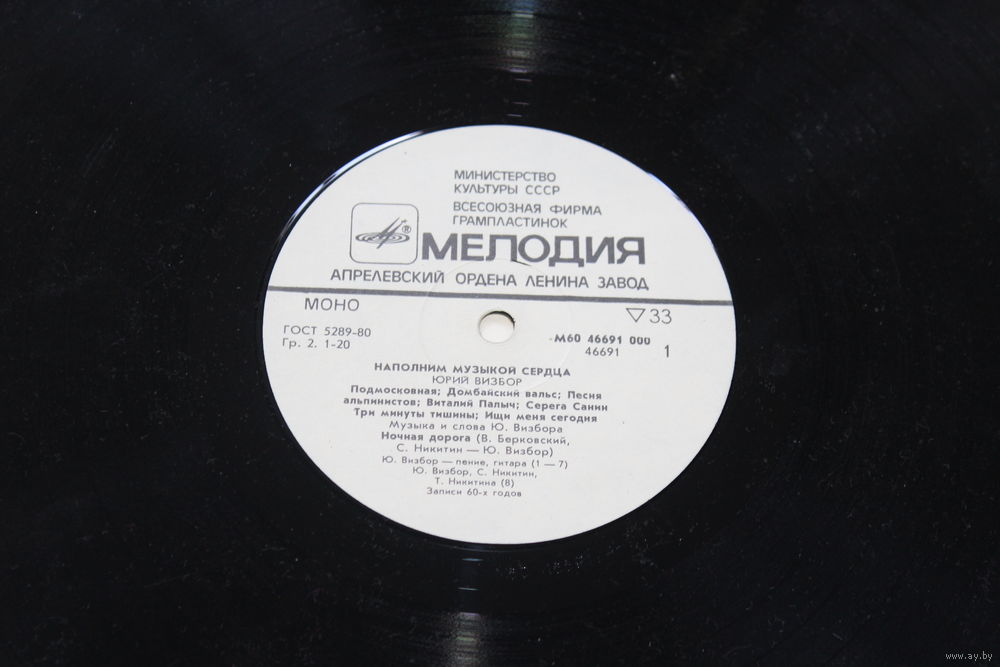 МИНИСТЕРСТВО
КУЛЬТУРЫ СССР
ВСЕСОЮЗНАЯ ФИРМА
ГРАМПЛАСТИНОК
®
МЕЛОДИЯ
АПРЕЛЕВСКИЙ ОРДЕНА ЛЕНИНА ЗАВОД
МОНО
▽33
ГОСТ 5289-80
Гр. 2. 1-20
М60 46691 000
46691
1
НАПОЛНИМ МУЗЫКОЙ СЕРДЦА
ЮРИЙ ВИЗБОР
Подмосковная; Домбайский вальс; Песня
альпинистов; Виталий Палыч; Серега Санин
Три минуты тишины; Ищи меня сегодня
Музыка и слова Ю. Визбора
Ночная дорога (В. Берковский,
С. Никитин — Ю. Визбор)
Ю. Визбор — пение, гитара (1 — 7)
Ю. Визбор, С. Никитин,
Т. Никитина (8)
Записи 60-х годов
www.ay.by